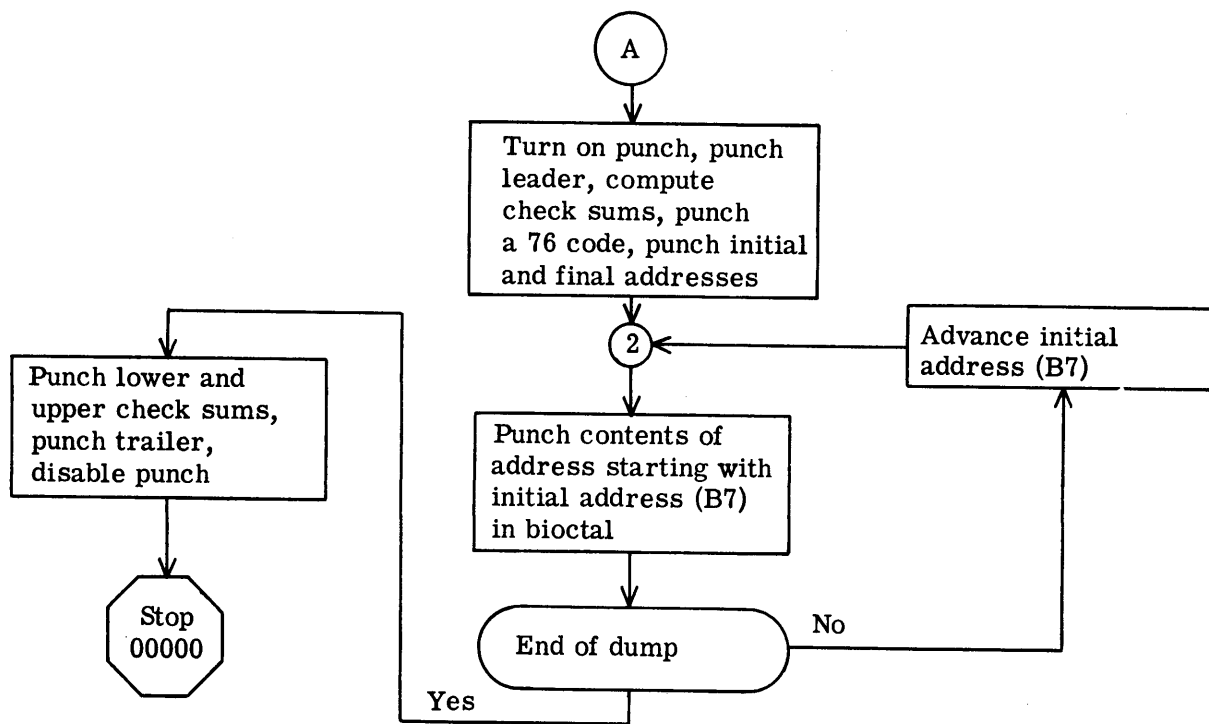 A
Turn on punch, punch
leader, compute
check sums, punch
a 76 code, punch initial
and final addresses
2
Advance initial
address (B7)
Punch lower and
upper check sums,
punch trailer,
disable punch
Punch contents of
address starting with
initial address (B7)
in bioctal
Stop
00000
End of dump
No
Yes